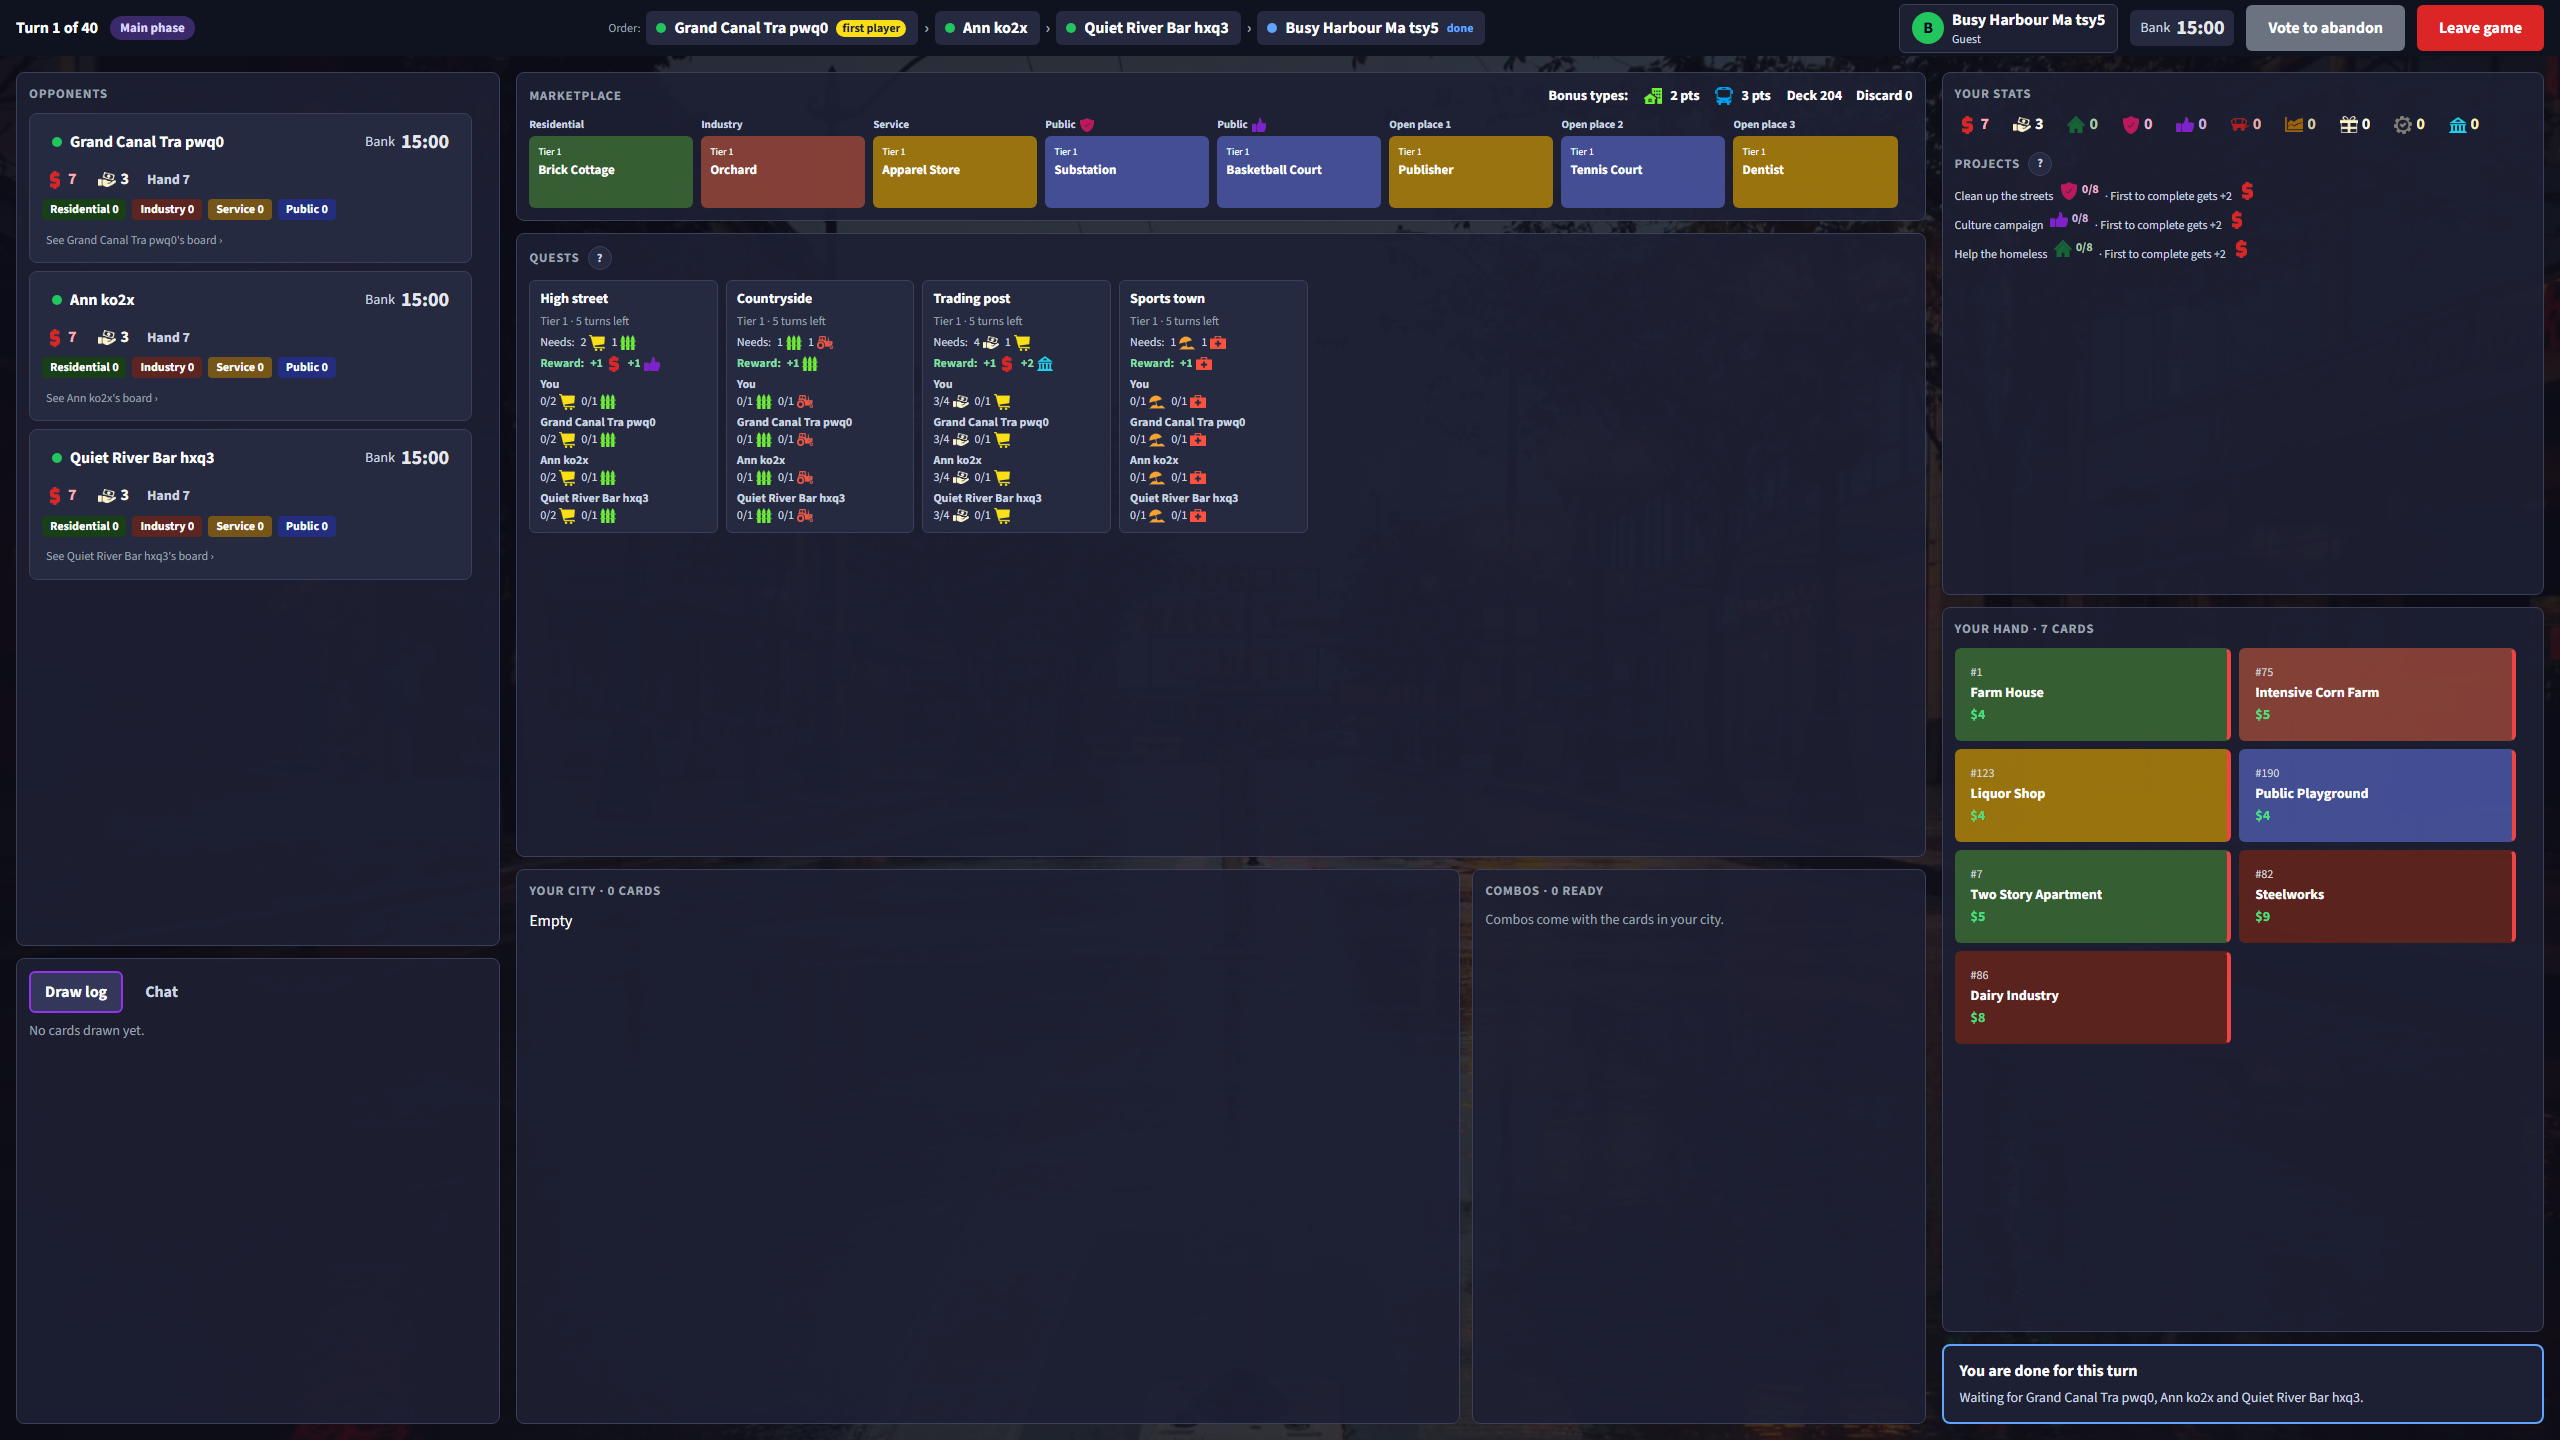 Turn 1 of 40 Main phase
Order: Grand Canal Tra pwq0 first player › Ann ko2x › Quiet River Bar hxq3 › Busy Harbour Ma tsy5 done
B Busy Harbour Ma tsy5
Guest
Bank 15:00
Vote to abandon
Leave game
OPPONENTS
Grand Canal Tra pwq0 Bank 15:00
7 3 Hand 7
Residential 0 Industry 0 Service 0 Public 0
See Grand Canal Tra pwq0's board ›
Ann ko2x Bank 15:00
7 3 Hand 7
Residential 0 Industry 0 Service 0 Public 0
See Ann ko2x's board ›
Quiet River Bar hxq3 Bank 15:00
7 3 Hand 7
Residential 0 Industry 0 Service 0 Public 0
See Quiet River Bar hxq3's board ›
Draw log Chat
No cards drawn yet.
MARKETPLACE
Bonus types: 2 pts 3 pts Deck 204 Discard 0
Residential Industry Service Public Public Open place 1 Open place 2 Open place 3
Tier 1 Tier 1 Tier 1 Tier 1 Tier 1 Tier 1 Tier 1 Tier 1
Brick Cottage Orchard Apparel Store Substation Basketball Court Publisher Tennis Court Dentist
QUESTS ?
High street
Tier 1 · 5 turns left
Needs: 2 1
Reward: +1 +1
You
0/2 0/1
Grand Canal Tra pwq0
0/2 0/1
Ann ko2x
0/2 0/1
Quiet River Bar hxq3
0/2 0/1
Countryside
Tier 1 · 5 turns left
Needs: 1 1
Reward: +1
You
0/1 0/1
Grand Canal Tra pwq0
0/1 0/1
Ann ko2x
0/1 0/1
Quiet River Bar hxq3
0/1 0/1
Trading post
Tier 1 · 5 turns left
Needs: 4 1
Reward: +1 +2
You
3/4 0/1
Grand Canal Tra pwq0
3/4 0/1
Ann ko2x
3/4 0/1
Quiet River Bar hxq3
3/4 0/1
Sports town
Tier 1 · 5 turns left
Needs: 1 1
Reward: +1
You
0/1 0/1
Grand Canal Tra pwq0
0/1 0/1
Ann ko2x
0/1 0/1
Quiet River Bar hxq3
0/1 0/1
YOUR CITY · 0 CARDS
Empty
COMBOS · 0 READY
Combos come with the cards in your city.
YOUR STATS
7 3 0 0 0 0 0 0 0 0
PROJECTS ?
Clean up the streets 0/8 · First to complete gets +2
Culture campaign 0/8 · First to complete gets +2
Help the homeless 0/8 · First to complete gets +2
YOUR HAND · 7 CARDS
#1
Farm House
$4
#75
Intensive Corn Farm
$5
#123
Liquor Shop
$4
#190
Public Playground
$4
#7
Two Story Apartment
$5
#82
Steelworks
$9
#86
Dairy Industry
$8
You are done for this turn
Waiting for Grand Canal Tra pwq0, Ann ko2x and Quiet River Bar hxq3.